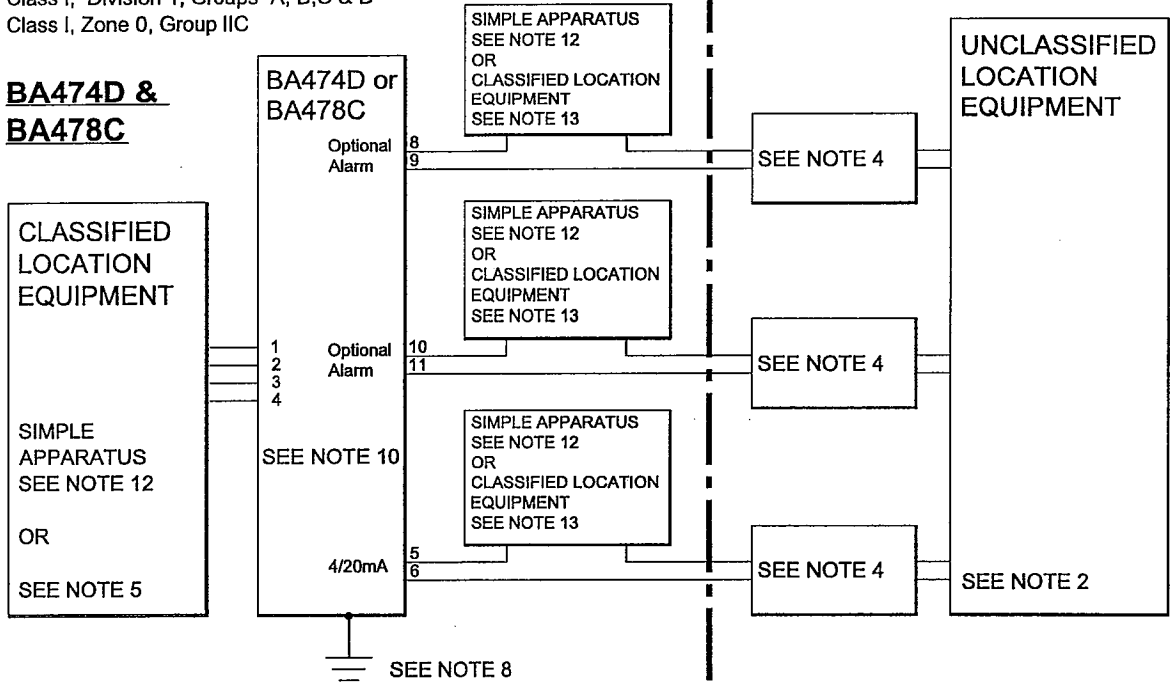 Class I, Division 1, Groups A, B,C & D
Class I, Zone 0, Group IIC
BA474D &
BA478C
CLASSIFIED
LOCATION
EQUIPMENT
SIMPLE
APPARATUS
SEE NOTE 12
OR
SEE NOTE 5
BA474D or
BA478C
Optional
Alarm
8
9
1
2
3
4
Optional
Alarm
10
11
SEE NOTE 10
4/20mA
5
6
SEE NOTE 8
SIMPLE APPARATUS
SEE NOTE 12
OR
CLASSIFIED LOCATION
EQUIPMENT
SEE NOTE 13
SIMPLE APPARATUS
SEE NOTE 12
OR
CLASSIFIED LOCATION
EQUIPMENT
SEE NOTE 13
SIMPLE APPARATUS
SEE NOTE 12
OR
CLASSIFIED LOCATION
EQUIPMENT
SEE NOTE 13
SEE NOTE 4
SEE NOTE 4
SEE NOTE 4
UNCLASSIFIED
LOCATION
EQUIPMENT
SEE NOTE 2